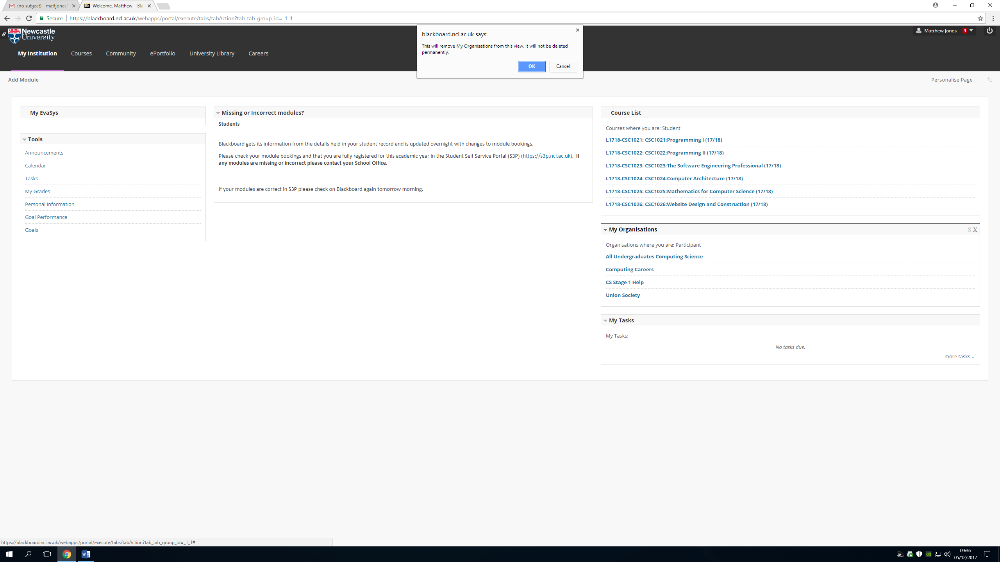 (no subject) - mattjones
Welcome, Matthew – Bla
Secure
https://blackboard.ncl.ac.uk/webapps/portal/execute/tabs/tabAction?tab_tab_group_id=_1_1
Newcastle
University
Matthew Jones 1
blackboard.ncl.ac.uk says:
This will remove My Organisations from this view. It will not be deleted
permanently.
OK Cancel
My Institution Courses Community ePortfolio University Library Careers
Add Module
Personalise Page
My EvaSys
Tools
Announcements
Calendar
Tasks
My Grades
Personal Information
Goal Performance
Goals
Missing or Incorrect modules?
Students
Blackboard gets its information from the details held in your student record and is updated overnight with changes to module bookings.
Please check your module bookings and that you are fully registered for this academic year in the Student Self Service Portal (S3P) (https://s3p.ncl.ac.uk). If
any modules are missing or incorrect please contact your School Office.
If your modules are correct in S3P please check on Blackboard again tomorrow morning.
Course List
Courses where you are: Student
L1718-CSC1021: CSC1021:Programming I (17/18)
L1718-CSC1022: CSC1022:Programming II (17/18)
L1718-CSC1023: CSC1023:The Software Engineering Professional (17/18)
L1718-CSC1024: CSC1024:Computer Architecture (17/18)
L1718-CSC1025: CSC1025:Mathematics for Computer Science (17/18)
L1718-CSC1026: CSC1026:Website Design and Construction (17/18)
My Organisations
S X
Organisations where you are: Participant
All Undergraduates Computing Science
Computing Careers
CS Stage 1 Help
Union Society
My Tasks
My Tasks:
No tasks due.
more tasks...
https://blackboard.ncl.ac.uk/webapps/portal/execute/tabs/tabAction?tab_tab_group_id=_1_1#
09:36
05/12/2017